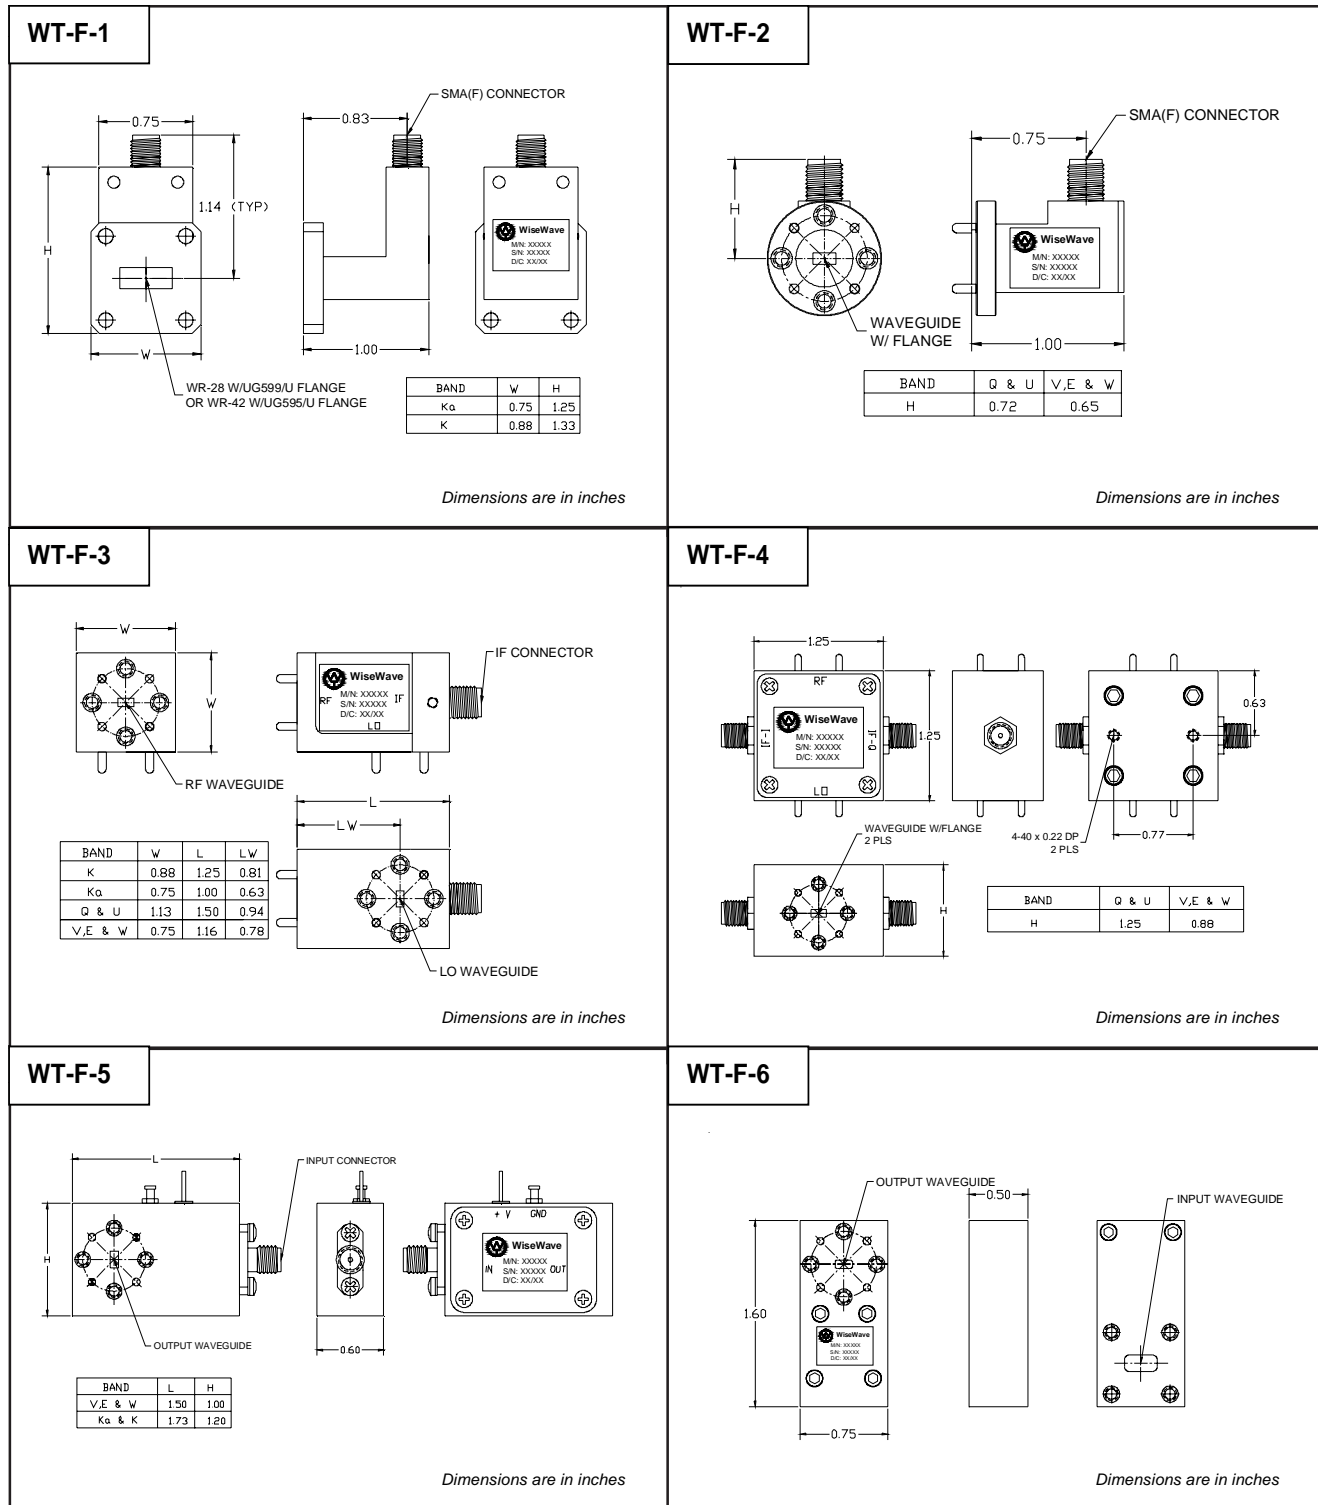 WT-F-1
0.75
0.83
SMA(F) CONNECTOR
1.14 (TYP)
H
WiseWave
M/N: XXXXX
S/N: XXXXX
D/C: XX/XX
W
1.00
WR-28 W/UG599/U FLANGE
OR WR-42 W/UG595/U FLANGE
BAND W H
Ka 0.75 1.25
K 0.88 1.33
Dimensions are in inches
WT-F-2
SMA(F) CONNECTOR
0.75
H
WiseWave
M/N: XXXXX
S/N: XXXXX
D/C: XX/XX
WAVEGUIDE
W/ FLANGE
1.00
BAND Q & U V,E & W
H 0.72 0.65
Dimensions are in inches
WT-F-3
W
W
IF CONNECTOR
WiseWave
M/N: XXXXX
S/N: XXXXX
D/C: XX/XX
RF
IF
LO
RF WAVEGUIDE
L
LW
BAND W L LW
K 0.88 1.25 0.81
Ka 0.75 1.00 0.63
Q & U 1.13 1.50 0.94
V,E & W 0.75 1.16 0.78
LO WAVEGUIDE
Dimensions are in inches
WT-F-4
1.25
RF
0.63
WiseWave
M/N: XXXXX
S/N: XXXXX
D/C: XX/XX
IF-I
IF-Q
1.25
LO
WAVEGUIDE W/FLANGE
2 PLS
4-40 x 0.22 DP
2 PLS
0.77
H
BAND Q & U V,E & W
H 1.25 0.88
Dimensions are in inches
WT-F-5
L
INPUT CONNECTOR
+ V GND
H
WiseWave
M/N: XXXXX
S/N: XXXXX
D/C: XX/XX
IN
OUT
OUTPUT WAVEGUIDE
0.60
BAND L H
V,E & W 1.50 1.00
Ka & K 1.73 1.20
Dimensions are in inches
WT-F-6
OUTPUT WAVEGUIDE
0.50
INPUT WAVEGUIDE
1.60
WiseWave
M/N: XXXXX
S/N: XXXXX
D/C: XX/XX
0.75
Dimensions are in inches